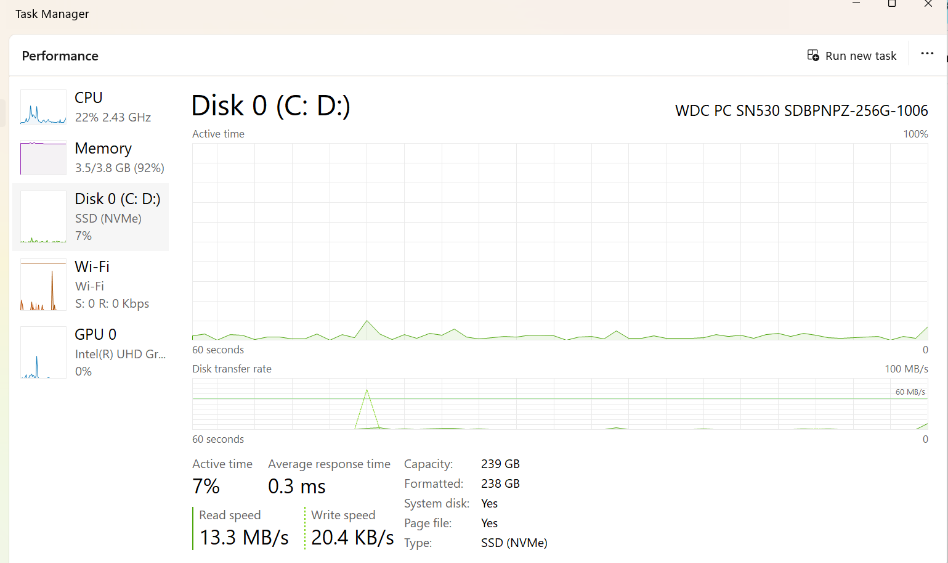 Task Manager
Performance
Run new task
CPU
22% 2.43 GHz
Memory
3.5/3.8 GB (92%)
Disk 0 (C: D:)
SSD (NVMe)
7%
Wi-Fi
Wi-Fi
S: 0 R: 0 Kbps
GPU 0
Intel(R) UHD Gr...
0%
Disk 0 (C: D:)
WDC PC SN530 SDBPNPZ-256G-1006
Active time
100%
60 seconds
0
Disk transfer rate
100 MB/s
60 MB/s
60 seconds
0
Active time
7%
Average response time
0.3 ms
Read speed
13.3 MB/s
Write speed
20.4 KB/s
Capacity: 239 GB
Formatted: 238 GB
System disk: Yes
Page file: Yes
Type: SSD (NVMe)